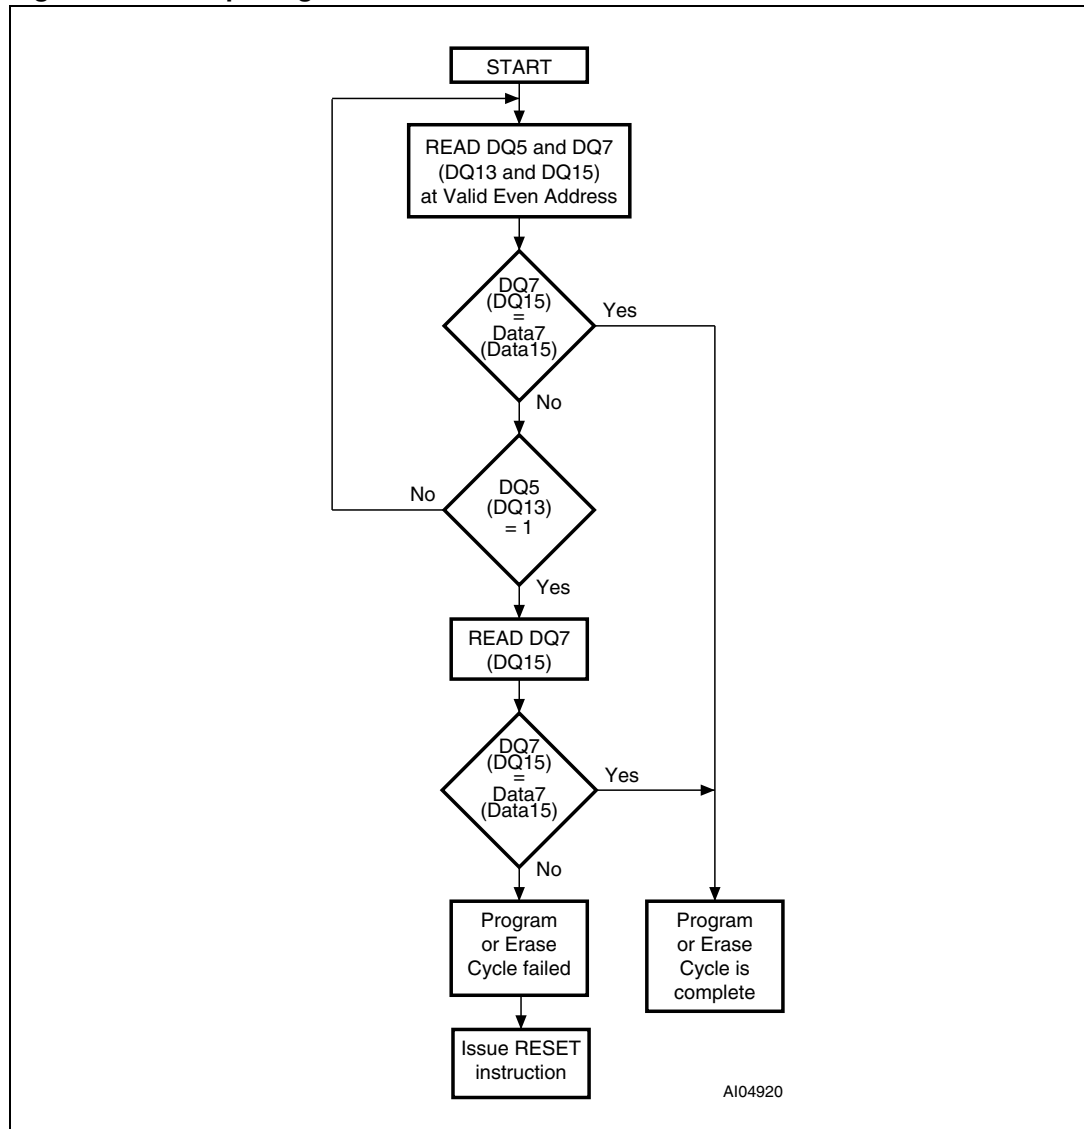 START
READ DQ5 and DQ7
(DQ13 and DQ15)
at Valid Even Address
DQ7
(DQ15)
=
Data7
(Data15)
Yes
No
DQ5
(DQ13)
= 1
No
Yes
READ DQ7
(DQ15)
DQ7
(DQ15)
=
Data7
(Data15)
Yes
No
Program
or Erase
Cycle failed
Program
or Erase
Cycle is
complete
Issue RESET
instruction
AI04920